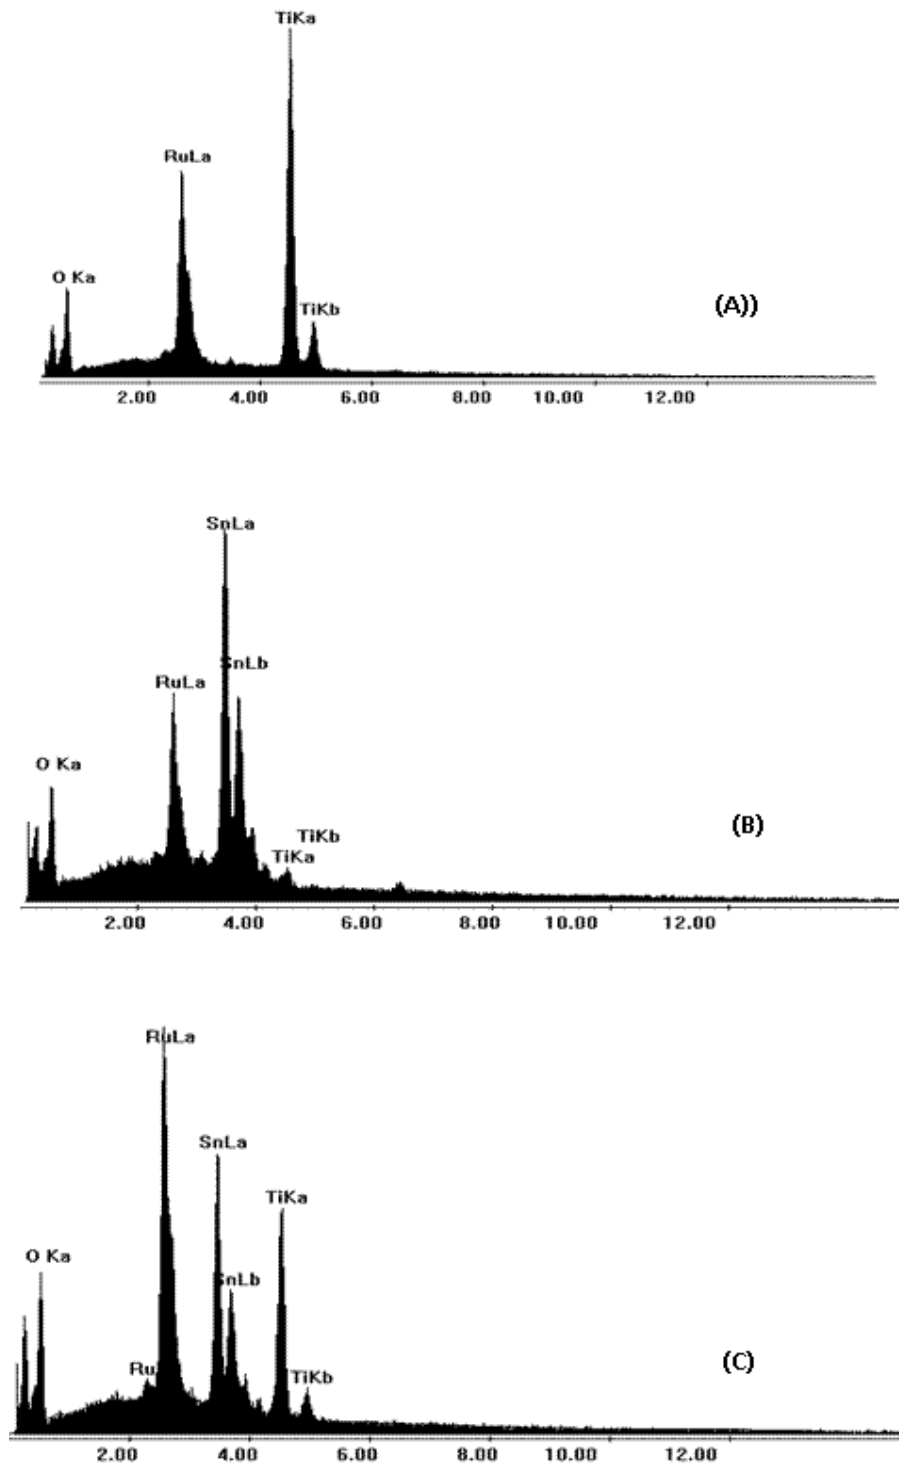 TiKa
RuLa
O Ka
TiKb
(A))
2.00 4.00 6.00 8.00 10.00 12.00
SnLa
SnLb
RuLa
O Ka
(B)
TiKb
TiKa
2.00 4.00 6.00 8.00 10.00 12.00
RuLa
SnLa
TiKa
O Ka
SnLb
(C)
Ru
TiKb
2.00 4.00 6.00 8.00 10.00 12.00